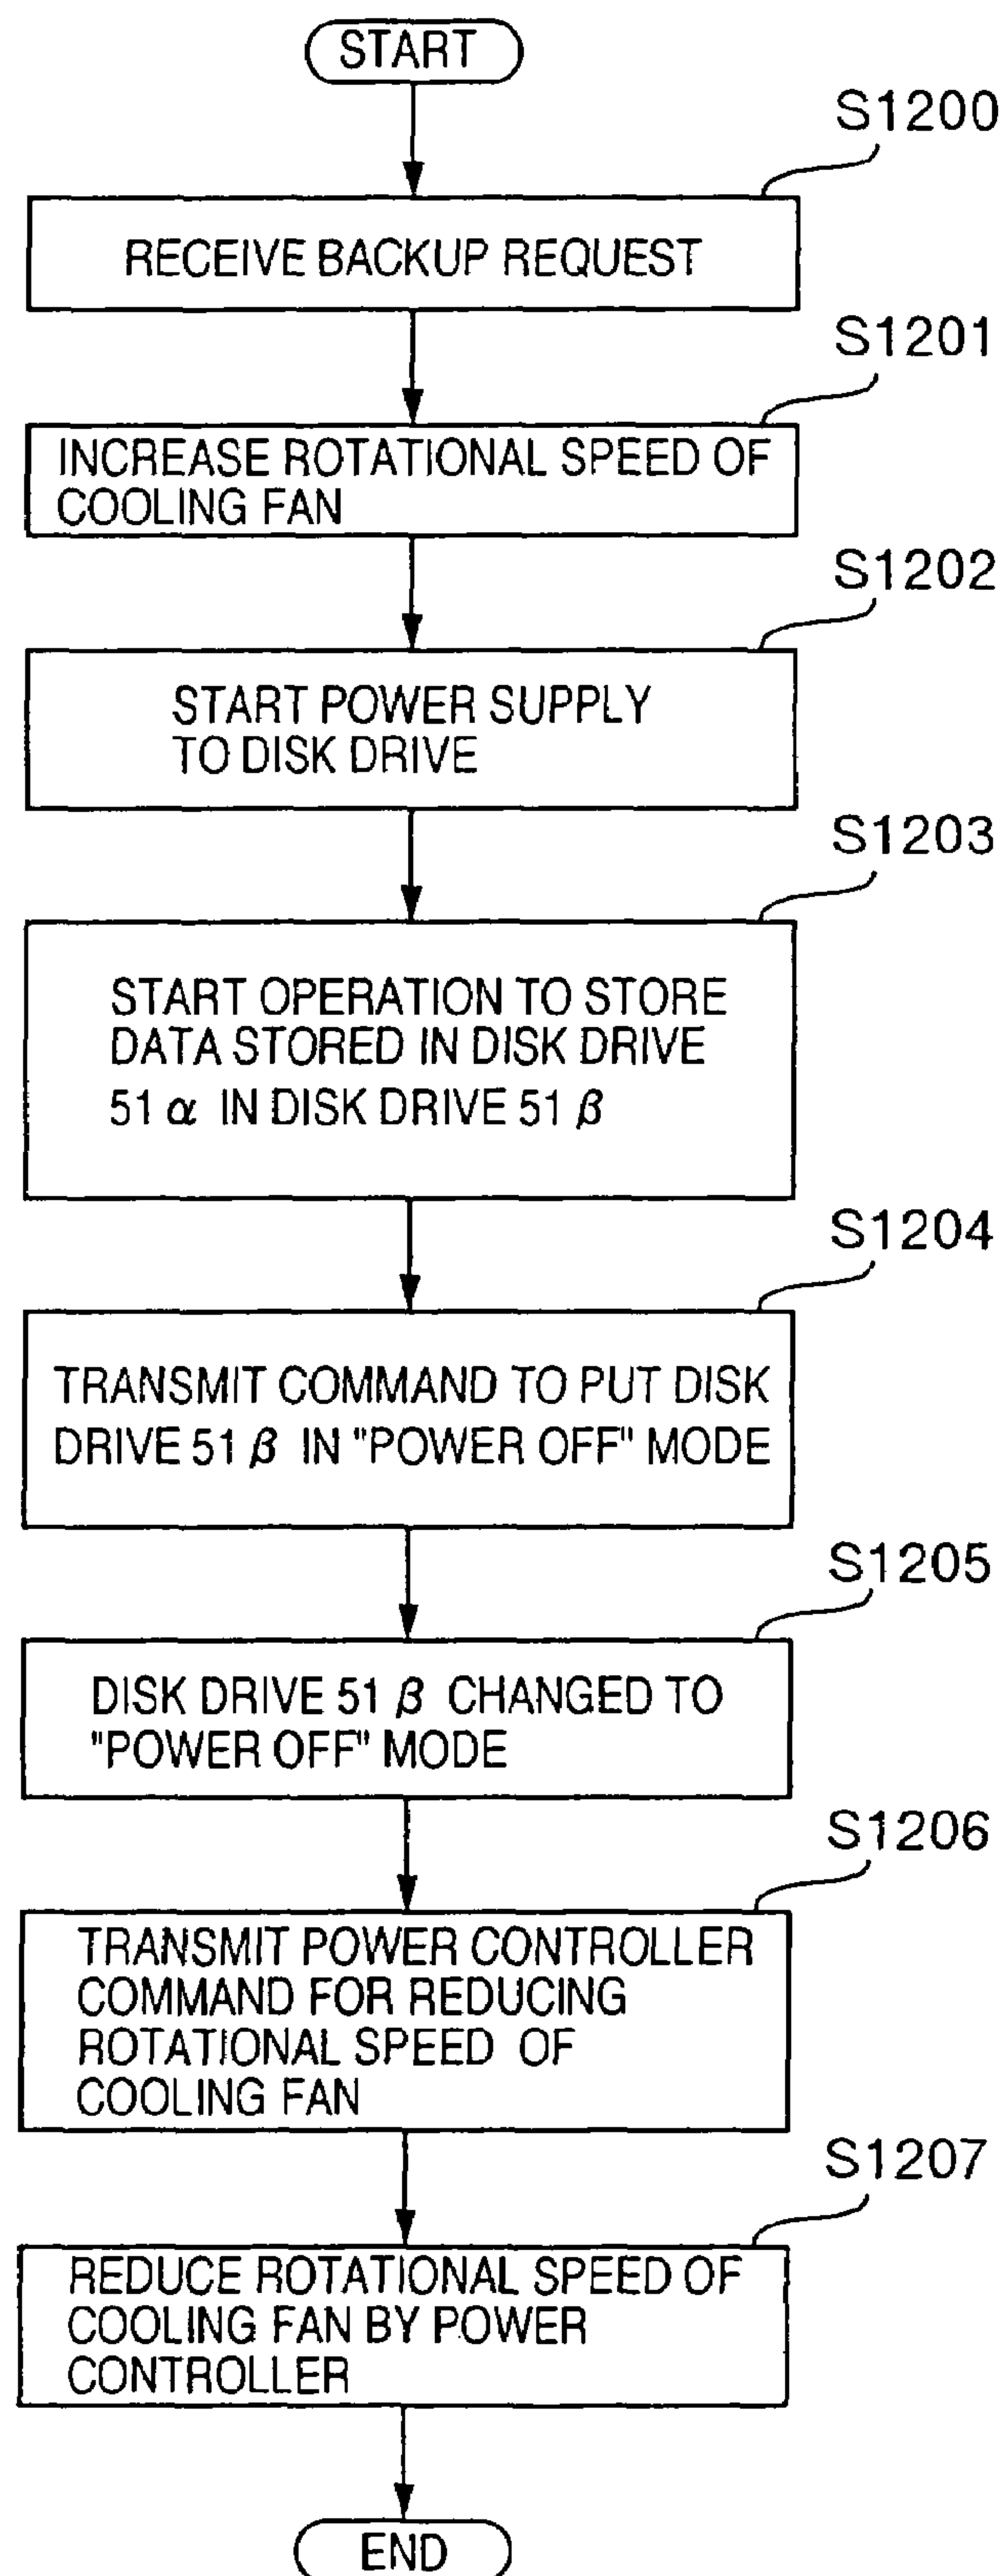 START
S1200
RECEIVE BACKUP REQUEST
S1201
INCREASE ROTATIONAL SPEED OF
COOLING FAN
S1202
START POWER SUPPLY
TO DISK DRIVE
S1203
START OPERATION TO STORE
DATA STORED IN DISK DRIVE
51 α IN DISK DRIVE 51 β
S1204
TRANSMIT COMMAND TO PUT DISK
DRIVE 51 β IN "POWER OFF" MODE
S1205
DISK DRIVE 51 β CHANGED TO
"POWER OFF" MODE
S1206
TRANSMIT POWER CONTROLLER
COMMAND FOR REDUCING
ROTATIONAL SPEED OF
COOLING FAN
S1207
REDUCE ROTATIONAL SPEED OF
COOLING FAN BY POWER
CONTROLLER
END